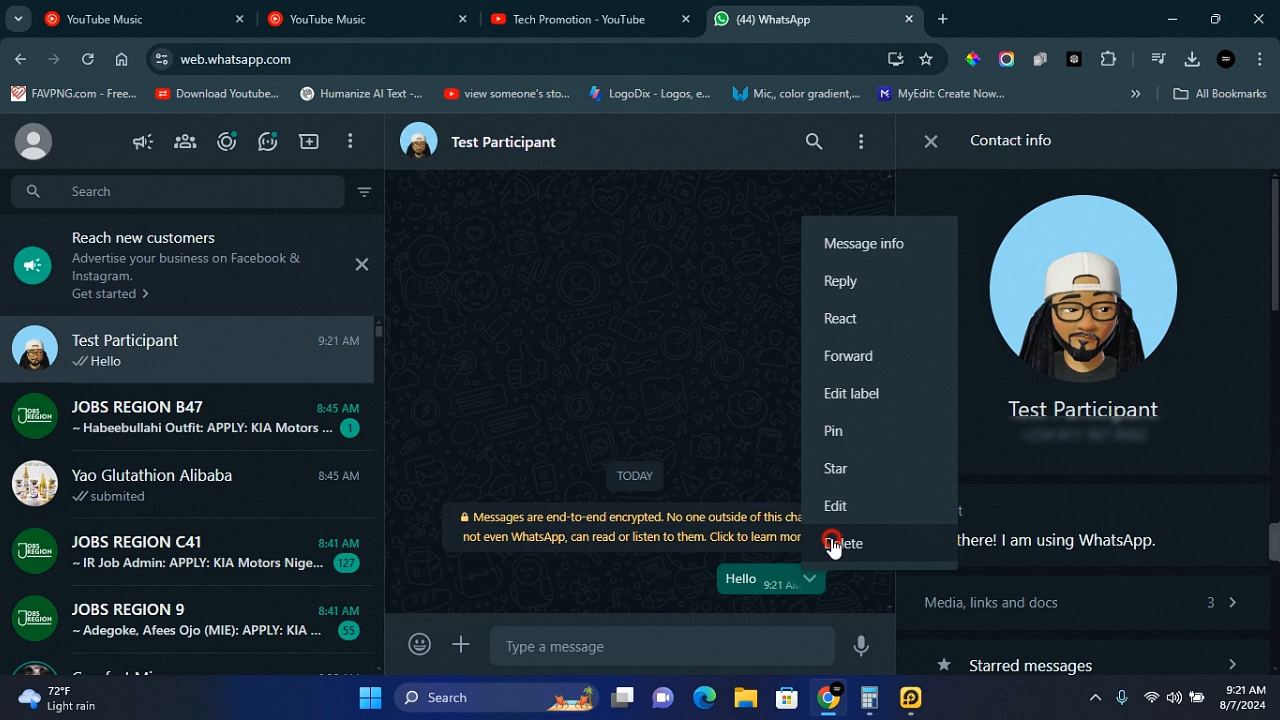 YouTube Music
YouTube Music
Tech Promotion - YouTube
(44) WhatsApp
web.whatsapp.com
FAVPNG.com - Free...
Download Youtube...
Humanize AI Text -...
view someone's sto...
LogoDix - Logos, e...
Mic,, color gradient,...
MyEdit: Create Now...
All Bookmarks
Test Participant
Contact info
Search
Reach new customers
Advertise your business on Facebook &
Instagram.
Get started
Test Participant
9:21 AM
Hello
JOBS REGION B47
8:45 AM
~ Habeebullahi Outfit: APPLY: KIA Motors ...
1
Yao Glutathion Alibaba
8:45 AM
submited
JOBS REGION C41
8:41 AM
~ IR Job Admin: APPLY: KIA Motors Nige...
127
JOBS REGION 9
8:41 AM
~ Adegoke, Afees Ojo (MIE): APPLY: KIA ...
55
TODAY
Messages are end-to-end encrypted. No one outside of this cha
not even WhatsApp, can read or listen to them. Click to learn mor
Hello
9:21 AM
Type a message
Message info
Reply
React
Forward
Edit label
Pin
Star
Edit
Delete
Test Participant
there! I am using WhatsApp.
Media, links and docs
3
Starred messages
72°F
Light rain
Search
9:21 AM
8/7/2024